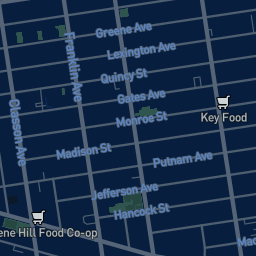 Greene Ave
Lexington Ave
Franklin Ave
Quincy St
Gates Ave
Monroe St
Key Food
Classon Ave
Madison St
Putnam Ave
Jefferson Ave
Hancock St
ene Hill Food Co-op
Mac